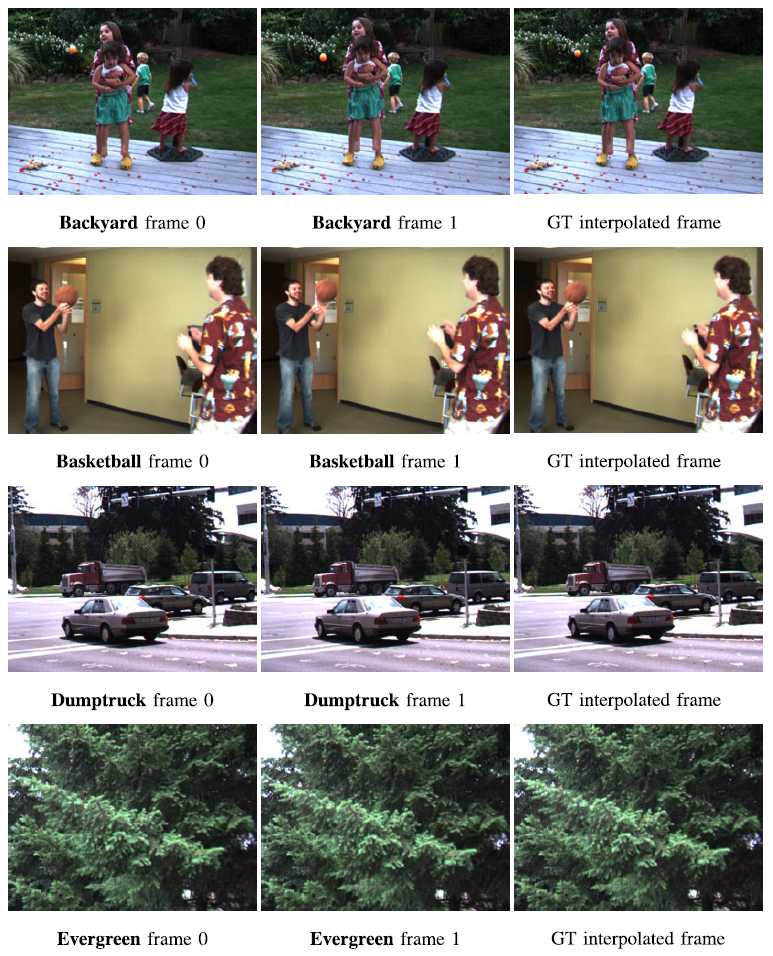 Backyard frame 0 Backyard frame 1 GT interpolated frame
Basketball frame 0 Basketball frame 1 GT interpolated frame
Dumptruck frame 0 Dumptruck frame 1 GT interpolated frame
Evergreen frame 0 Evergreen frame 1 GT interpolated frame